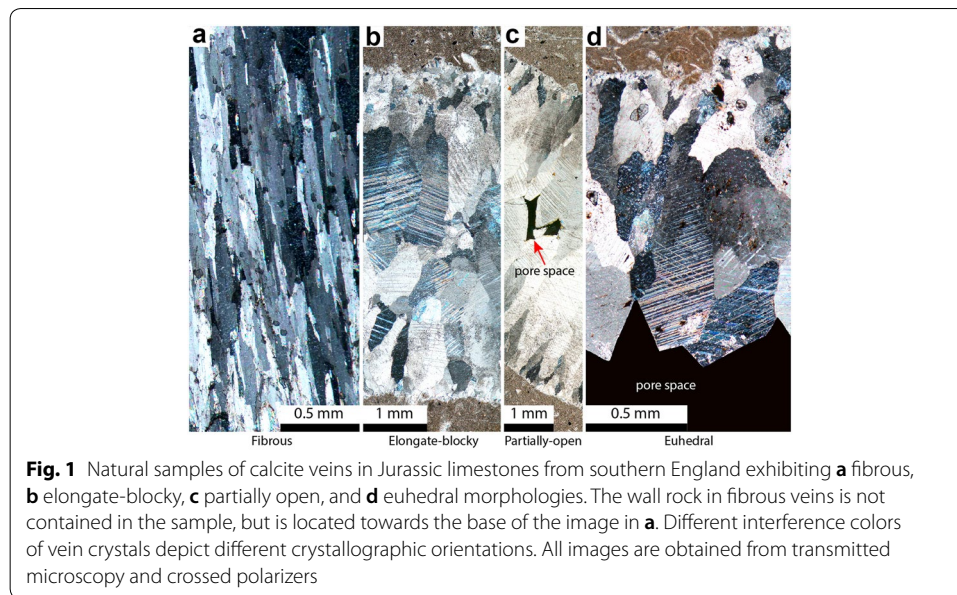 a b c d
pore space
pore space
0.5 mm 1 mm 1 mm 0.5 mm
Fibrous Elongate-blocky Partially-open Euhedral
Fig. 1 Natural samples of calcite veins in Jurassic limestones from southern England exhibiting a fibrous,
b elongate-blocky, c partially open, and d euhedral morphologies. The wall rock in fibrous veins is not
contained in the sample, but is located towards the base of the image in a. Different interference colors
of vein crystals depict different crystallographic orientations. All images are obtained from transmitted
microscopy and crossed polarizers